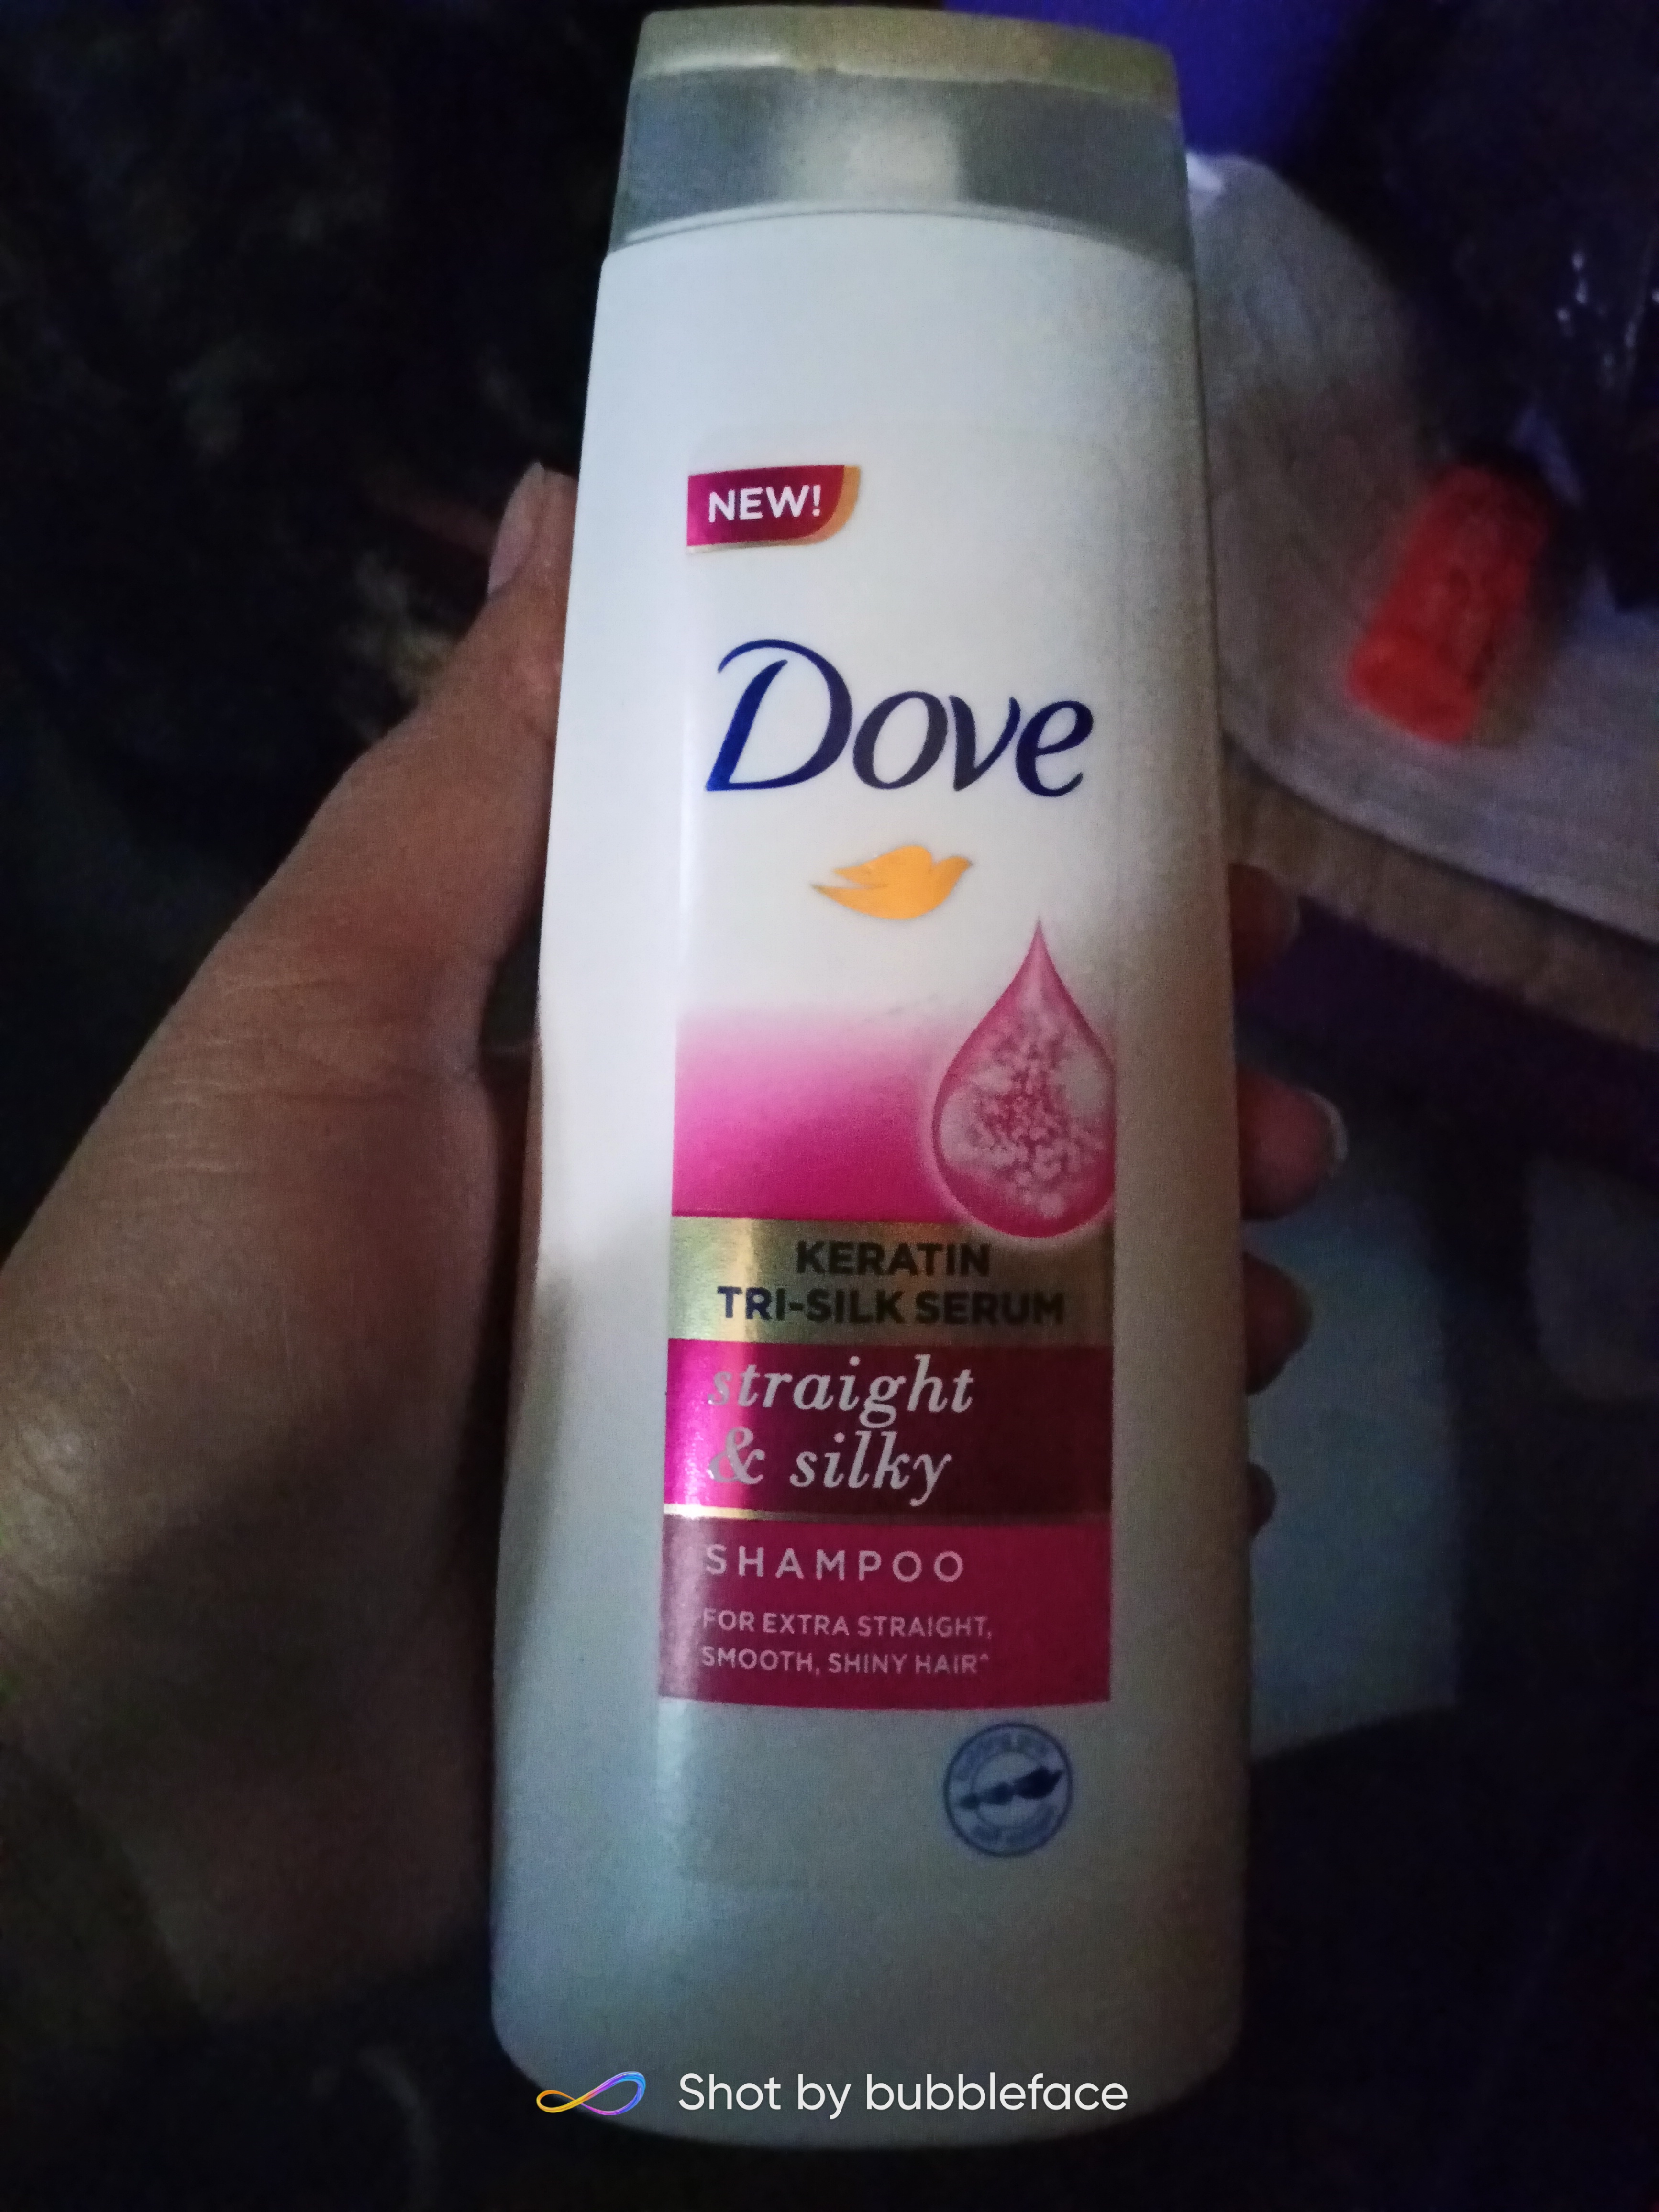 NEW!
Dove
KERATIN
TRI-SILK SERUM
straight
& silky
SHAMPOO
FOR EXTRA STRAIGHT,
SMOOTH, SHINY HAIR^
Shot by bubbleface